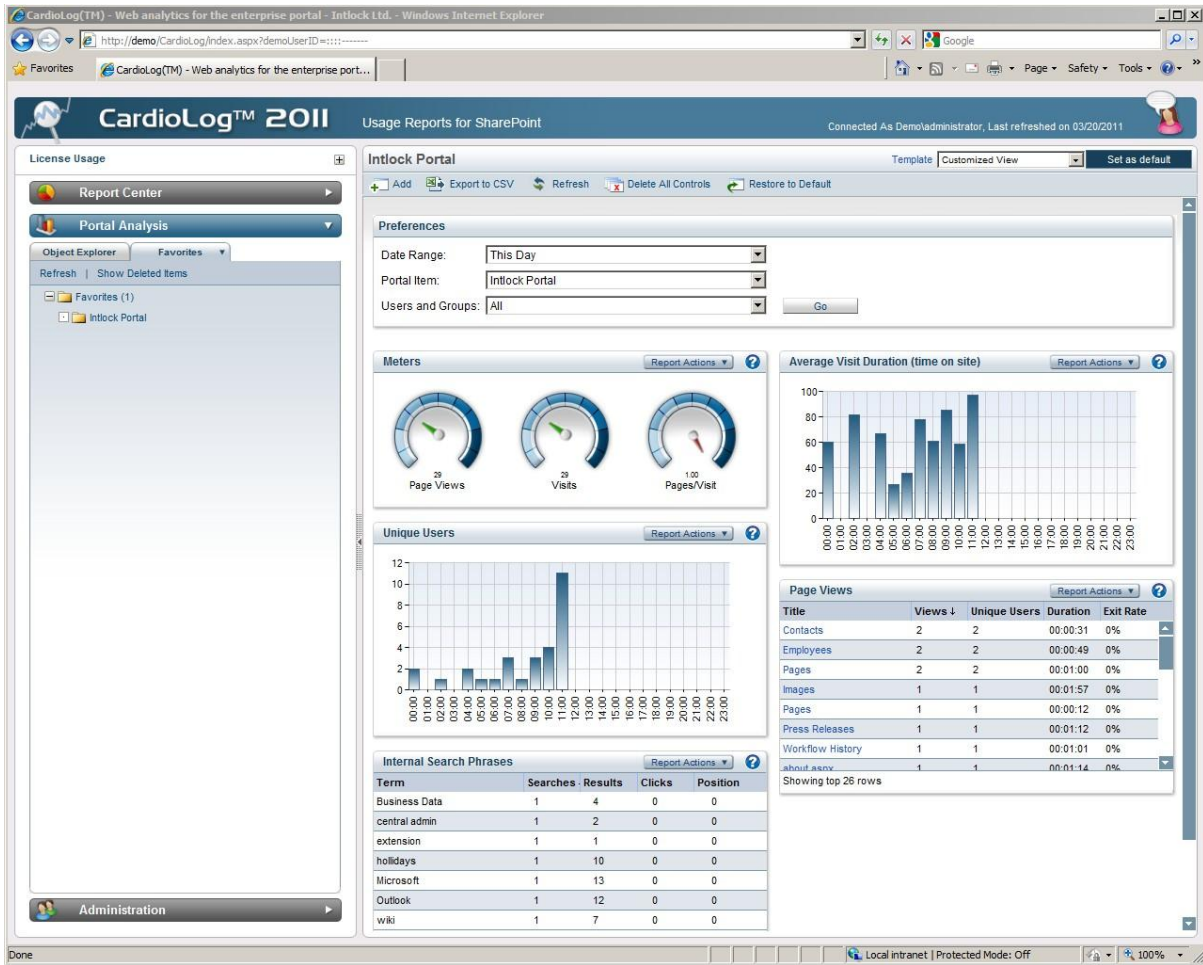 CardioLog(TM) - Web analytics for the enterprise portal - Intlock Ltd. - Windows Internet Explorer
http://demo/CardioLog/index.aspx?demoUserID=::::-------
Google
Favorites
CardioLog(TM) - Web analytics for the enterprise port...
Page Safety Tools
CardioLog™ 2011
Usage Reports for SharePoint
Connected As Demo\administrator, Last refreshed on 03/20/2011
License Usage
Report Center
Portal Analysis
Object Explorer Favorites
Refresh | Show Deleted Items
Favorites (1)
Intlock Portal
Administration
Intlock Portal
Template Customized View Set as default
Add Export to CSV Refresh Delete All Controls Restore to Default
Preferences
Date Range: This Day
Portal Item: Intlock Portal
Users and Groups: All Go
Meters Report Actions ?
29 29 1.00
Page Views Visits Pages/Visit
Unique Users Report Actions ?
12
10
8
6
4
2
0
00:00 01:00 02:00 03:00 04:00 05:00 06:00 07:00 08:00 09:00 10:00 11:00 12:00 13:00 14:00 15:00 16:00 17:00 18:00 19:00 20:00 21:00 22:00 23:00
Internal Search Phrases Report Actions ?
Term Searches Results Clicks Position
Business Data 1 4 0 0
central admin 1 2 0 0
extension 1 1 0 0
hollidays 1 10 0 0
Microsoft 1 13 0 0
Outlook 1 12 0 0
wiki 1 7 0 0
Average Visit Duration (time on site) Report Actions ?
100
80
60
40
20
0
00:00 01:00 02:00 03:00 04:00 05:00 06:00 07:00 08:00 09:00 10:00 11:00 12:00 13:00 14:00 15:00 16:00 17:00 18:00 19:00 20:00 21:00 22:00 23:00
Page Views Report Actions ?
Title Views ↓ Unique Users Duration Exit Rate
Contacts 2 2 00:00:31 0%
Employees 2 2 00:00:49 0%
Pages 2 2 00:01:00 0%
Images 1 1 00:01:57 0%
Pages 1 1 00:00:12 0%
Press Releases 1 1 00:01:12 0%
Workflow History 1 1 00:01:01 0%
about.aspx 1 1 00:01:14 0%
Showing top 26 rows
Done
Local intranet | Protected Mode: Off
100%